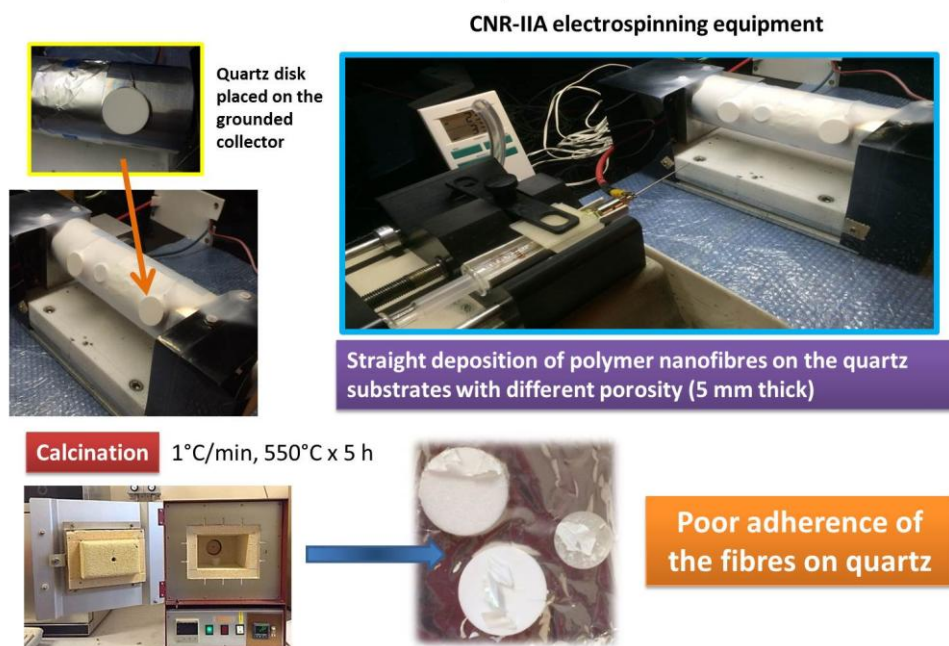 CNR-IIA electrospinning equipment
Quartz disk
placed on the
grounded
collector
Straight deposition of polymer nanofibres on the quartz
substrates with different porosity (5 mm thick)
Calcination 1°C/min, 550°C x 5 h
Poor adherence of
the fibres on quartz